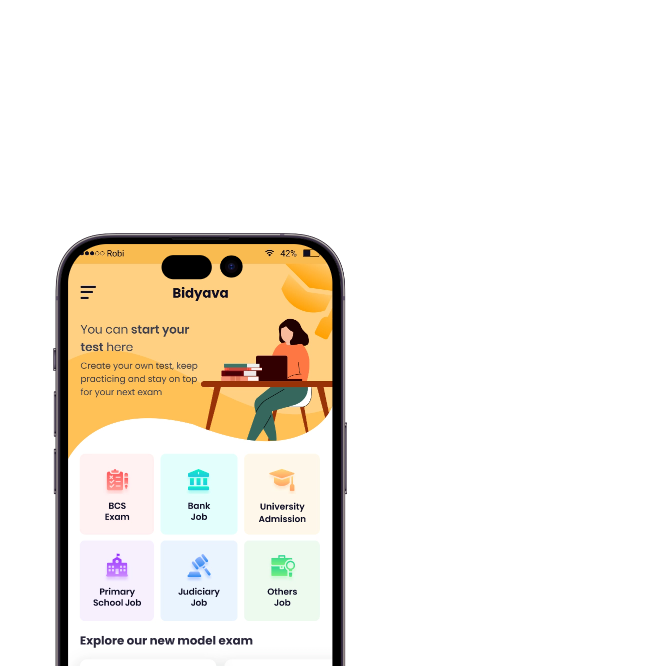 Robi 42%
Bidyava
You can start your
test here
Create your own test, keep
practicing and stay on top
for your next exam
BCS
Exam
Bank
Job
University
Admission
Primary
School Job
Judiciary
Job
Others
Job
Explore our new model exam